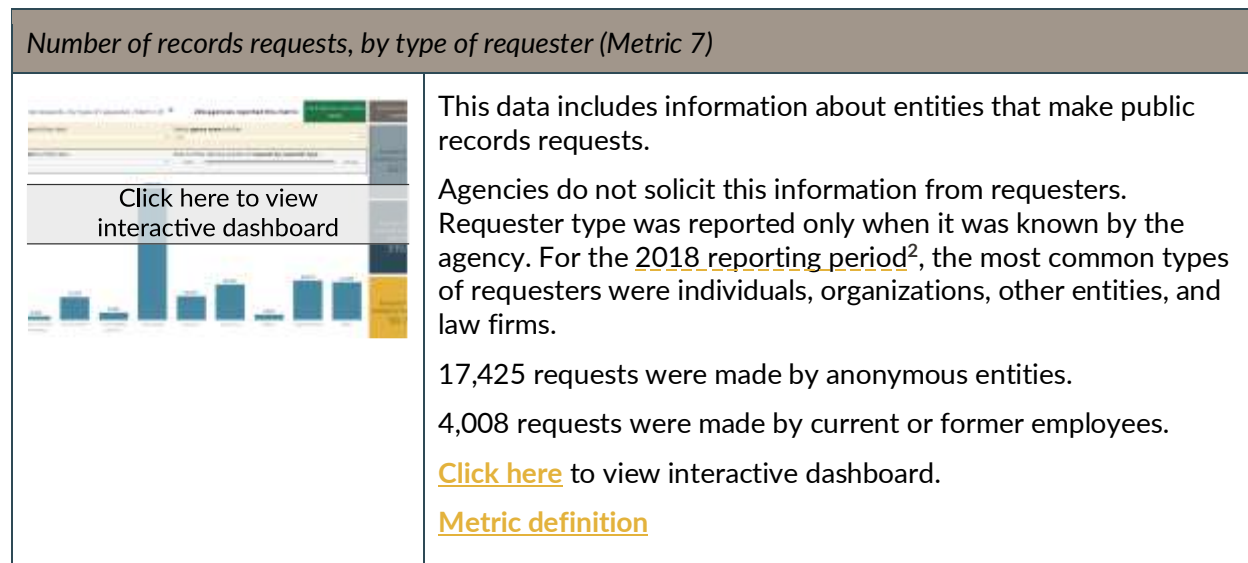 Number of records requests, by type of requester (Metric 7)
Click here to view
interactive dashboard
This data includes information about entities that make public
records requests.
Agencies do not solicit this information from requesters.
Requester type was reported only when it was known by the
agency. For the 2018 reporting period², the most common types
of requesters were individuals, organizations, other entities, and
law firms.
17,425 requests were made by anonymous entities.
4,008 requests were made by current or former employees.
Click here to view interactive dashboard.
Metric definition